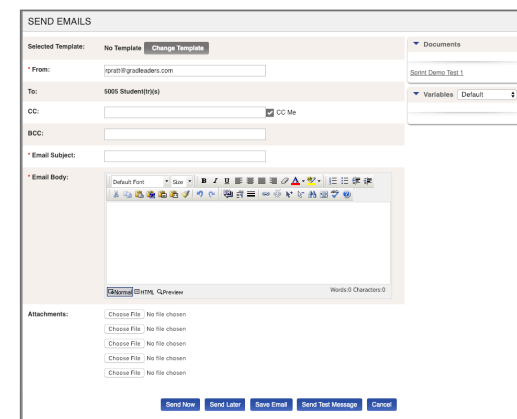 SEND EMAILS
Selected Template: No Template Change Template
* From: rpratt@gradleaders.com
To: 5005 Student(tr)(s)
CC: CC Me
BCC:
* Email Subject:
* Email Body:
Default Font Size B I U
Normal HTML Preview Words:0 Characters:0
Attachments: Choose File No file chosen
Choose File No file chosen
Choose File No file chosen
Choose File No file chosen
Choose File No file chosen
Send Now Send Later Save Email Send Test Message Cancel
Documents
Sprint Demo Test 1
Variables Default